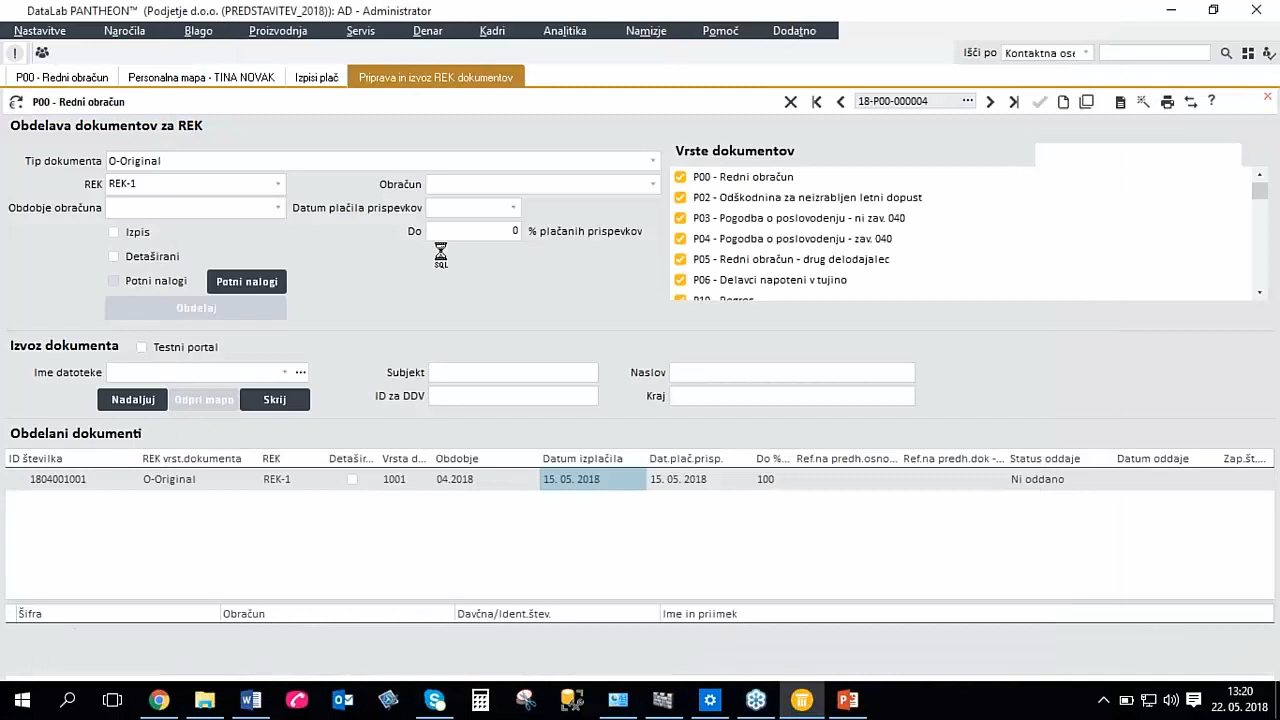 DataLab PANTHEON™ (Podjetje d.o.o. (PREDSTAVITEV_2018)): AD - Administrator
Nastavitve Naročila Blago Proizvodnja Servis Denar Kadri Analitika Namizje Pomoč Dodatno
Išči po Kontaktna ose
P00 - Redni obračun Personalna mapa - TINA NOVAK Izpisi plač Priprava in izvoz REK dokumentov
P00 - Redni obračun 18-P00-000004
Obdelava dokumentov za REK
Vrste dokumentov
Tip dokumenta O-Original
P00 - Redni obračun
REK REK-1 Obračun
P02 - Odškodnina za neizrabljen letni dopust
Obdobje obračuna Datum plačila prispevkov
P03 - Pogodba o poslovodenju - ni zav. 040
Izpis Do 0 % plačanih prispevkov
P04 - Pogodba o poslovodenju - zav. 040
Detaširani
SQL
P05 - Redni obračun - drug delodajalec
Potni nalogi Potni nalogi
P06 - Delavci napoteni v tujino
P10 - Regres
Obdelaj
Izvoz dokumenta Testni portal
Ime datoteke Subjekt Naslov
Nadaljuj Odpri mapo Skrij ID za DDV Kraj
Obdelani dokumenti
ID številka REK vrst.dokumenta REK Detašir... Vrsta d... Obdobje Datum izplačila Dat.plač.prisp. Do %... Ref.na predh.osno... Ref.na predh.dok -... Status oddaje Datum oddaje Zap.št....
1804001001 O-Original REK-1 1001 04.2018 15. 05. 2018 15. 05. 2018 100 Ni oddano
Šifra Obračun Davčna/Ident.štev. Ime in priimek
13:20
22. 05. 2018